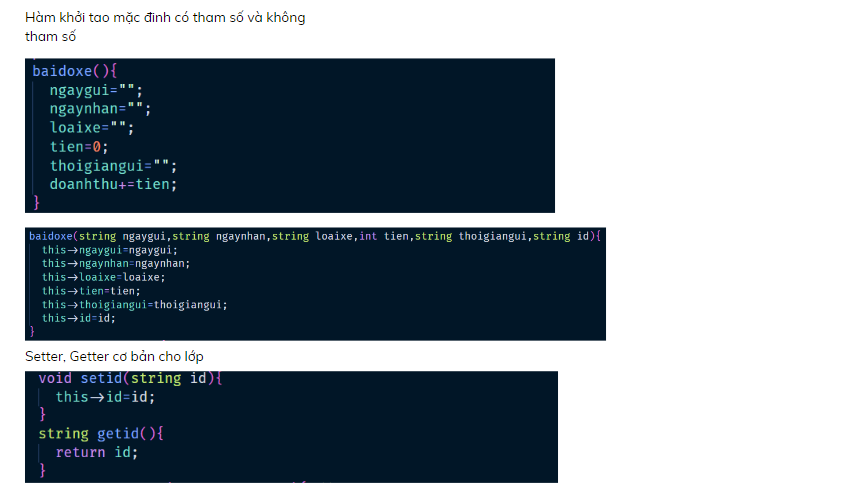 Hàm khởi tao mặc đinh có tham số và không
tham số
baidoxe(){
ngaygui="";
ngaynhan="";
loaixe="";
tien=0;
thoigiangui="";
doanhthu+=tien;
}
baidoxe(string ngaygui,string ngaynhan,string loaixe,int tien,string thoigiangui,string id){
this->ngaygui=ngaygui;
this->ngaynhan=ngaynhan;
this->loaixe=loaixe;
this->tien=tien;
this->thoigiangui=thoigiangui;
this->id=id;
}
Setter, Getter cơ bản cho lớp
void setid(string id){
this->id=id;
}
string getid(){
return id;
}